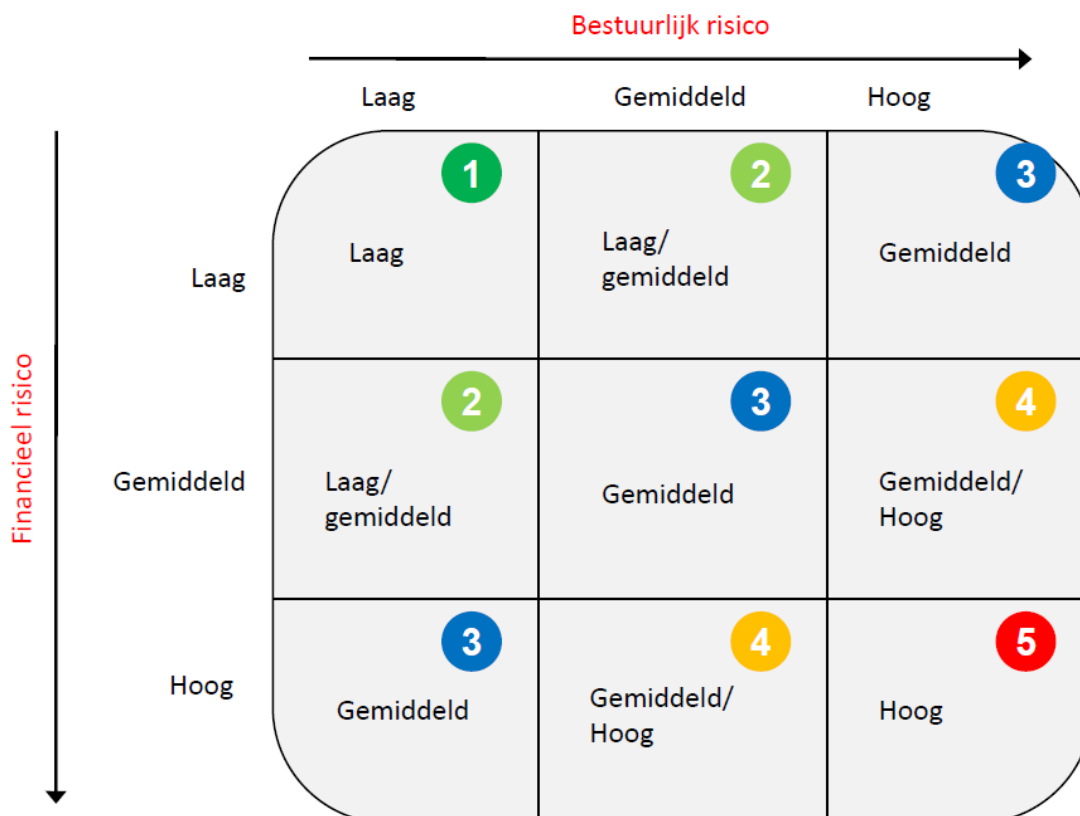 Bestuurlijk risico
Laag
Gemiddeld
Hoog
Financieel risico
Laag
1
Laag
2
Laag/
gemiddeld
3
Gemiddeld
Gemiddeld
2
Laag/
gemiddeld
3
Gemiddeld
4
Gemiddeld/
Hoog
Hoog
3
Gemiddeld
4
Gemiddeld/
Hoog
5
Hoog